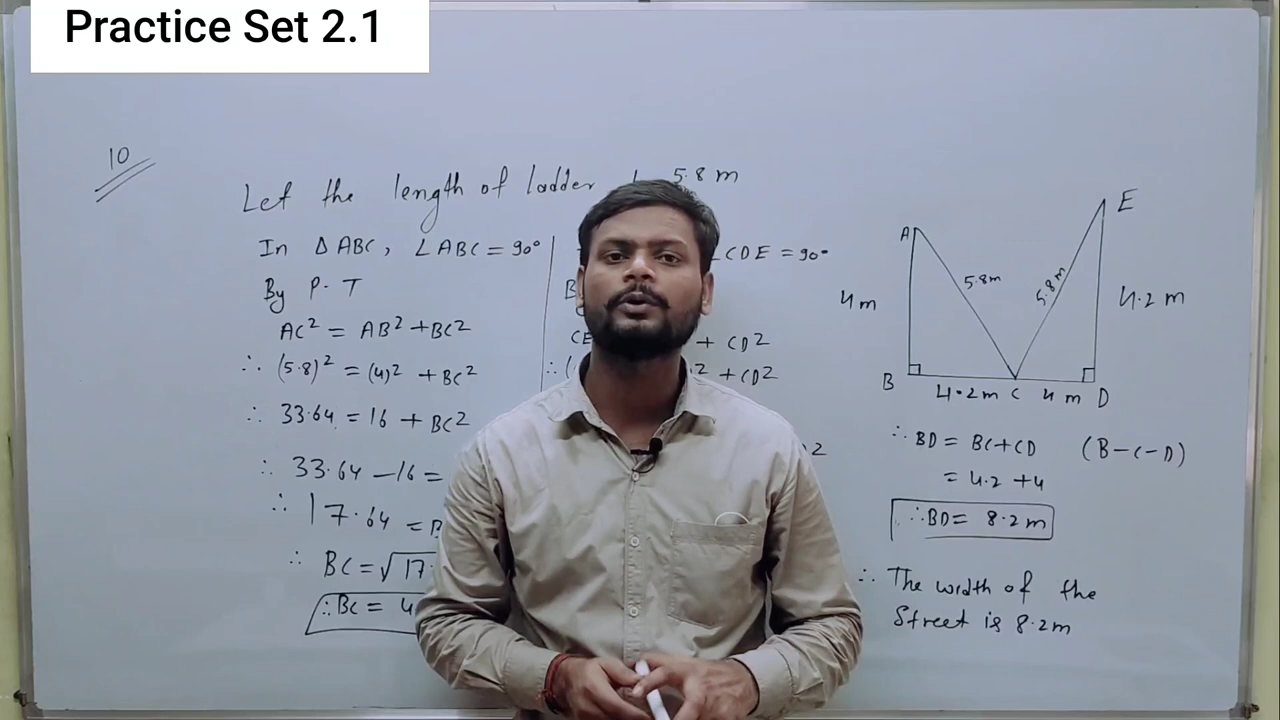 Practice Set 2.1
10
Let the length of ladder 5.8 m
In ΔABC, ∠ABC = 90°
By P. T
AC² = AB² + BC²
∴ (5.8)² = (4)² + BC²
∴ 33.64 = 16 + BC²
∴ 33.64 – 16 =
∴ 17.64 =
∴ BC = √17
∴ BC = 4
CDE = 90°
+ CD²
² + CD²
A
E
5.8m
5.8m
4m
4.2 m
B
4.2m
C
4 m
D
∴ BD = BC + CD (B – C – D)
= 4.2 + 4
∴ BD = 8.2 m
∴ The width of the
Street is 8.2m